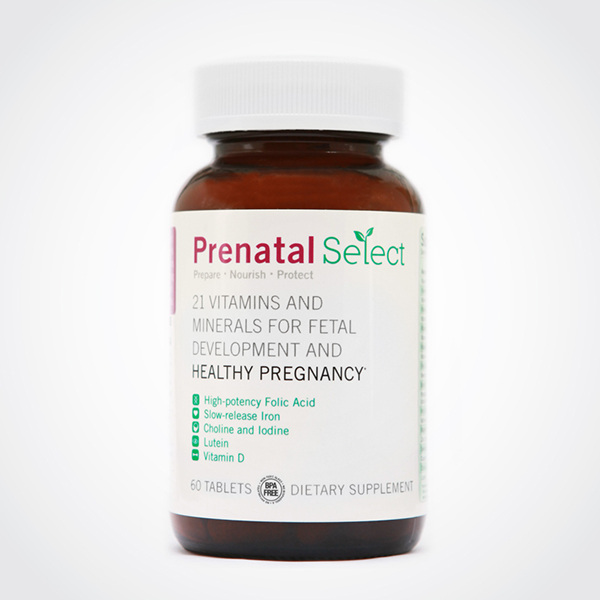 Prenatal Select
Prepare • Nourish • Protect
21 VITAMINS AND
MINERALS FOR FETAL
DEVELOPMENT AND
HEALTHY PREGNANCY*
High-potency Folic Acid
Slow-release Iron
Choline and Iodine
Lutein
Vitamin D
60 TABLETS BPA FREE DIETARY SUPPLEMENT